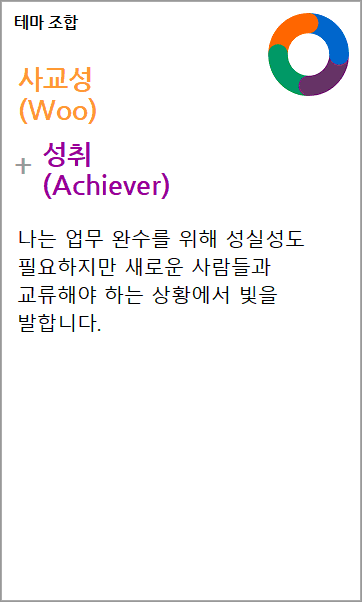 테마 조합
사교성
(Woo)
+ 성취
(Achiever)
나는 업무 완수를 위해 성실성도
필요하지만 새로운 사람들과
교류해야 하는 상황에서 빛을
발합니다.